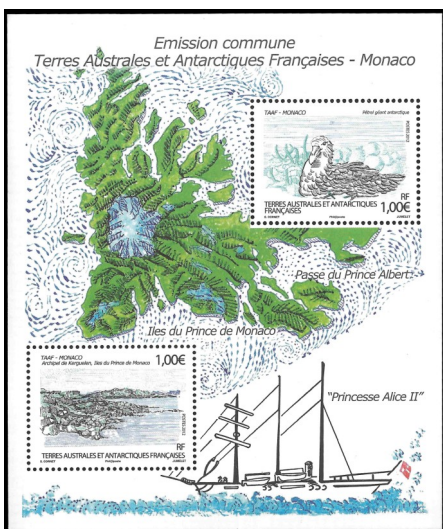 Emission commune
Terres Australes et Antarctiques Françaises - Monaco
TAAF - MONACO
Pétrel géant antarctique
TERRES AUSTRALES ET ANTARCTIQUES
FRANÇAISES
RF
1,00€
Passe du Prince Albert
Iles du Prince de Monaco
TAAF - MONACO
1,00€
Archipel de Kerguelen, Iles du Prince de Monaco
RF
TERRES AUSTRALES ET ANTARCTIQUES FRANÇAISES
"Princesse Alice II"